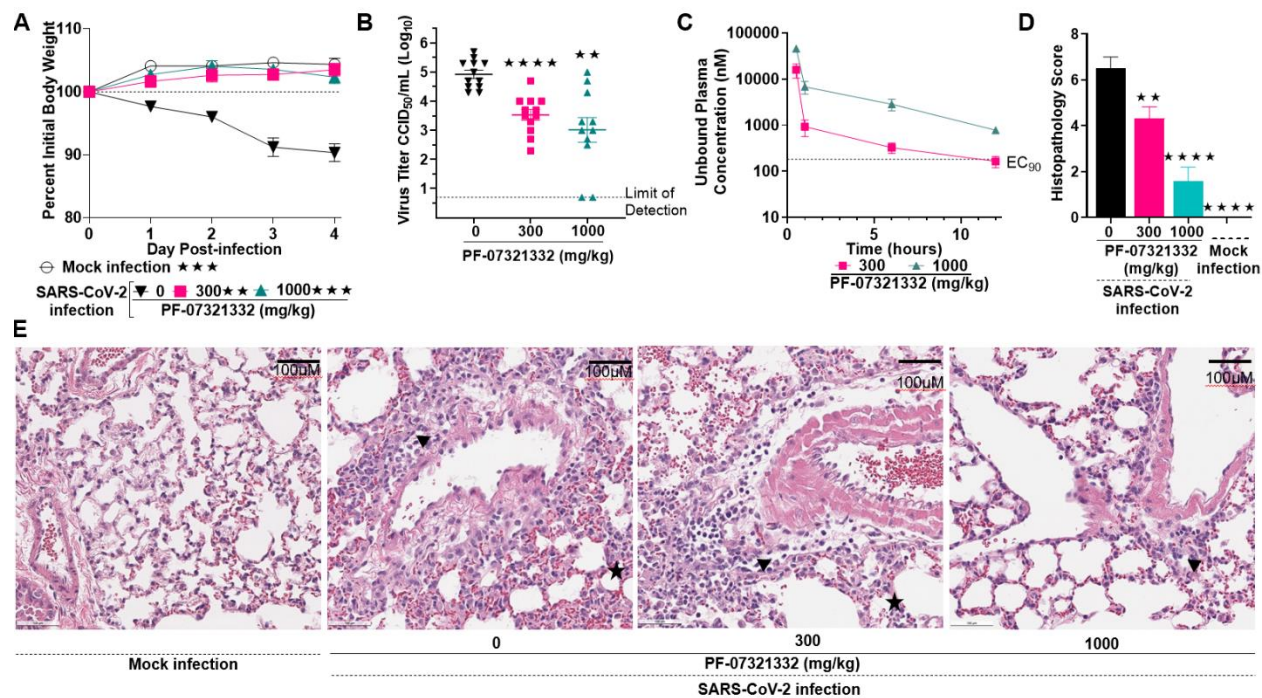 A
Percent Initial Body Weight
110
100
90
80
0
1
2
3
4
Day Post-infection
Mock infection ★★★
SARS-CoV-2 infection
0 300★★ 1000★★★
PF-07321332 (mg/kg)
B
Virus Titer CCID50/mL (Log10)
6
5
4
3
2
1
★★★★
★★
Limit of
Detection
0 300 1000
PF-07321332 (mg/kg)
C
Unbound Plasma
Concentration (nM)
100000
10000
1000
100
10
EC90
0 5 10
Time (hours)
300 1000
PF-07321332 (mg/kg)
D
Histopathology Score
8
6
4
2
0
★★
★★★★
★★★★
0 300 1000
PF-07321332
(mg/kg)
Mock
infection
SARS-CoV-2
infection
E
100µM
100µM
100µM
100µM
0 300 1000
Mock infection
PF-07321332 (mg/kg)
SARS-CoV-2 infection